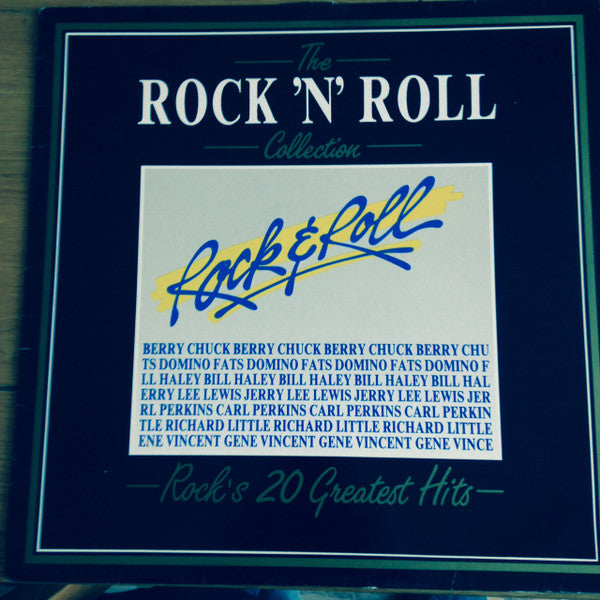 The
ROCK 'N' ROLL
Collection
Rock & Roll
BERRY CHUCK BERRY CHUCK BERRY CHUCK BERRY CHU
TS DOMINO FATS DOMINO FATS DOMINO FATS DOMINO F
LL HALEY BILL HALEY BILL HALEY BILL HALEY BILL HAL
ERRY LEE LEWIS JERRY LEE LEWIS JERRY LEE LEWIS JER
RL PERKINS CARL PERKINS CARL PERKINS CARL PERKIN
TLE RICHARD LITTLE RICHARD LITTLE RICHARD LITTLE
ENE VINCENT GENE VINCENT GENE VINCENT GENE VINCE
Rock's 20 Greatest Hits